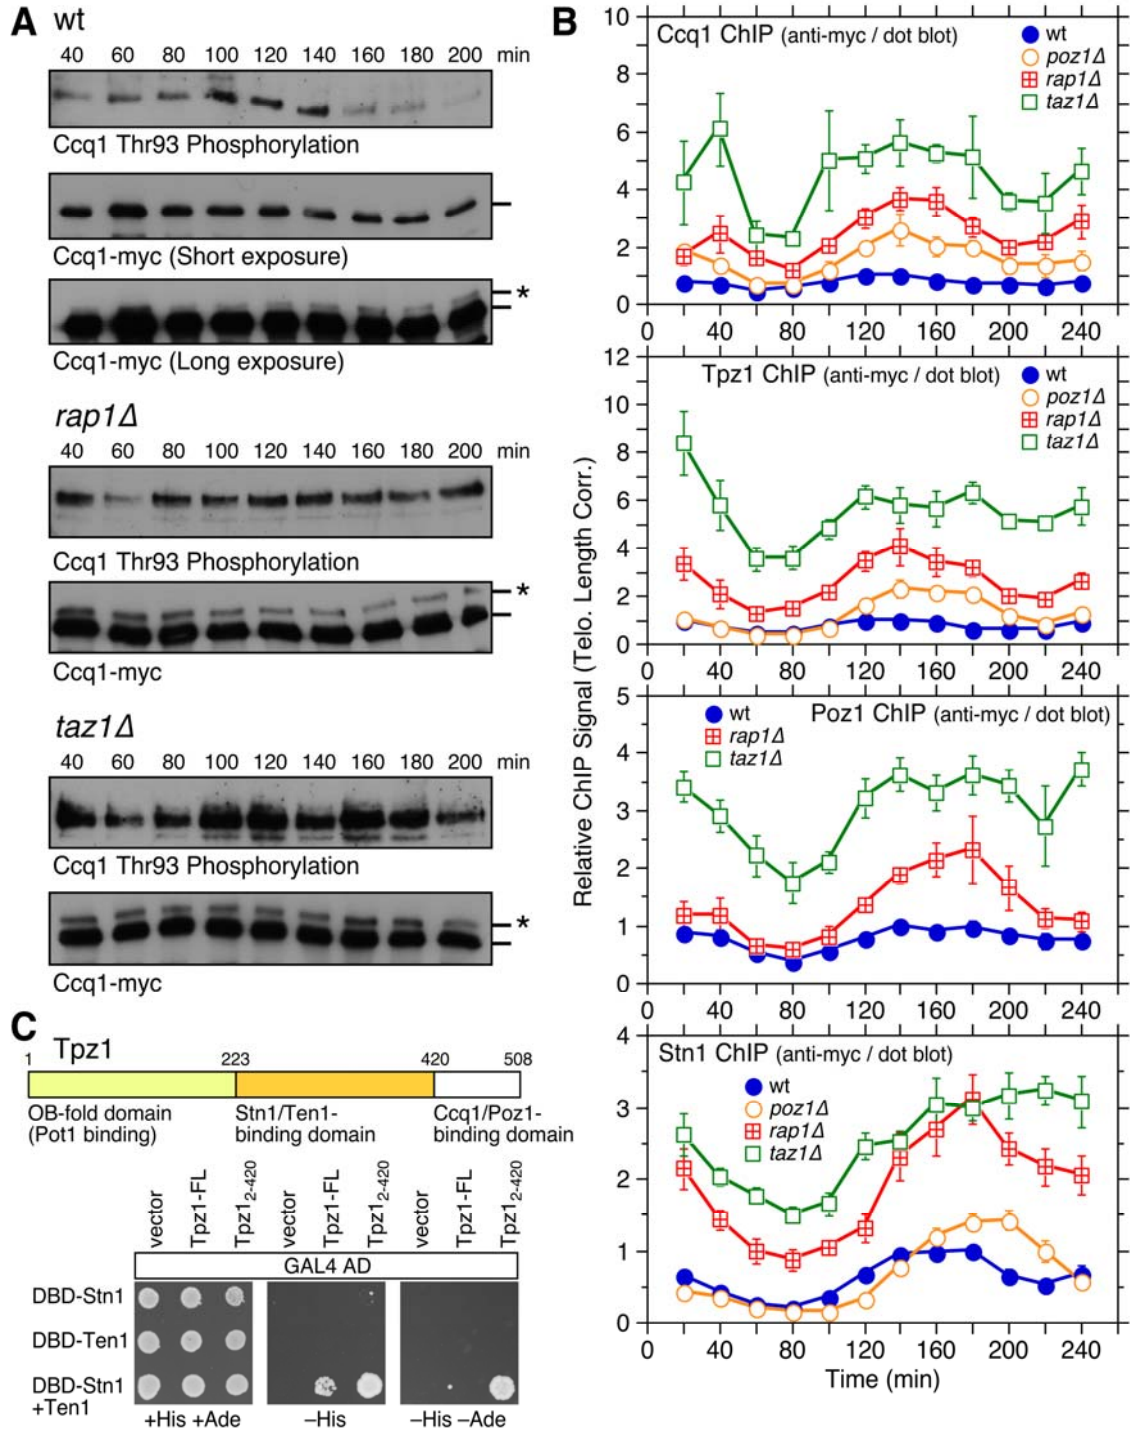 A
wt
40 60 80 100 120 140 160 180 200 min
Ccq1 Thr93 Phosphorylation
Ccq1-myc (Short exposure)
*
Ccq1-myc (Long exposure)
rap1Δ
40 60 80 100 120 140 160 180 200 min
Ccq1 Thr93 Phosphorylation
*
Ccq1-myc
taz1Δ
40 60 80 100 120 140 160 180 200 min
Ccq1 Thr93 Phosphorylation
*
Ccq1-myc
B
Relative ChIP Signal (Telo. Length Corr.)
Ccq1 ChIP (anti-myc / dot blot)
wt
poz1Δ
rap1Δ
taz1Δ
10
8
6
4
2
0
0 40 80 120 160 200 240
Tpz1 ChIP (anti-myc / dot blot)
wt
poz1Δ
rap1Δ
taz1Δ
12
10
8
6
4
2
0
0 40 80 120 160 200 240
Poz1 ChIP (anti-myc / dot blot)
wt
rap1Δ
taz1Δ
5
4
3
2
1
0
0 40 80 120 160 200 240
Stn1 ChIP (anti-myc / dot blot)
wt
poz1Δ
rap1Δ
taz1Δ
4
3
2
1
0
0 40 80 120 160 200 240
Time (min)
C
Tpz1
1 223 420 508
OB-fold domain
(Pot1 binding)
Stn1/Ten1-
binding domain
Ccq1/Poz1-
binding domain
vector Tpz1-FL Tpz1₂₋₄₂₀ vector Tpz1-FL Tpz1₂₋₄₂₀ vector Tpz1-FL Tpz1₂₋₄₂₀
GAL4 AD
DBD-Stn1
DBD-Ten1
DBD-Stn1
+Ten1
+His +Ade –His –His –Ade